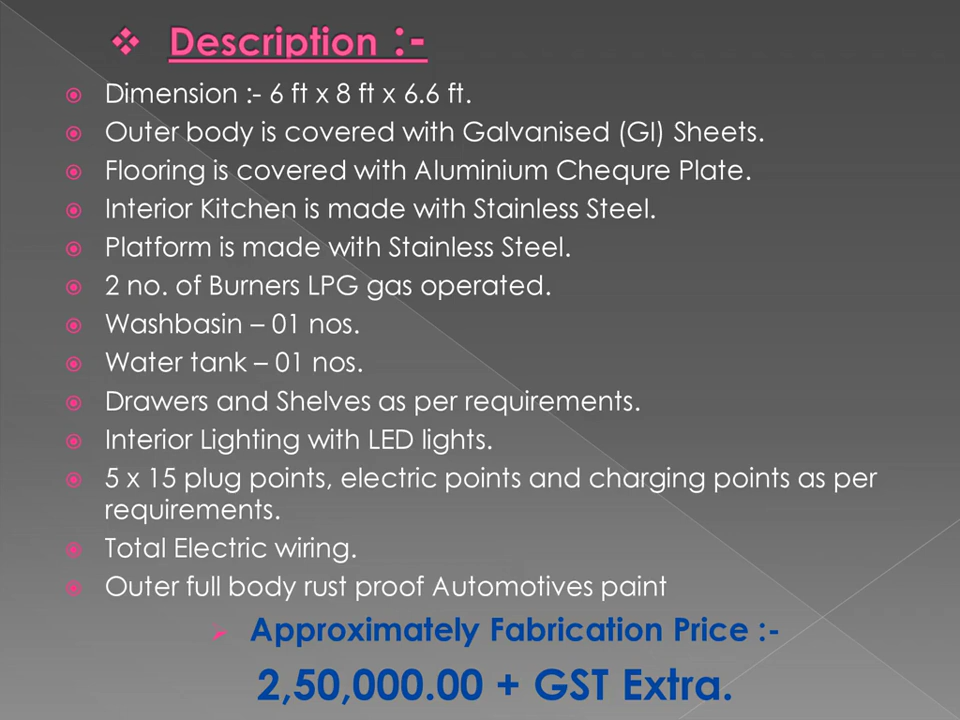 Description :-
Dimension :- 6 ft x 8 ft x 6.6 ft.
Outer body is covered with Galvanised (GI) Sheets.
Flooring is covered with Aluminium Chequre Plate.
Interior Kitchen is made with Stainless Steel.
Platform is made with Stainless Steel.
2 no. of Burners LPG gas operated.
Washbasin – 01 nos.
Water tank – 01 nos.
Drawers and Shelves as per requirements.
Interior Lighting with LED lights.
5 x 15 plug points, electric points and charging points as per
requirements.
Total Electric wiring.
Outer full body rust proof Automotives paint
Approximately Fabrication Price :-
2,50,000.00 + GST Extra.